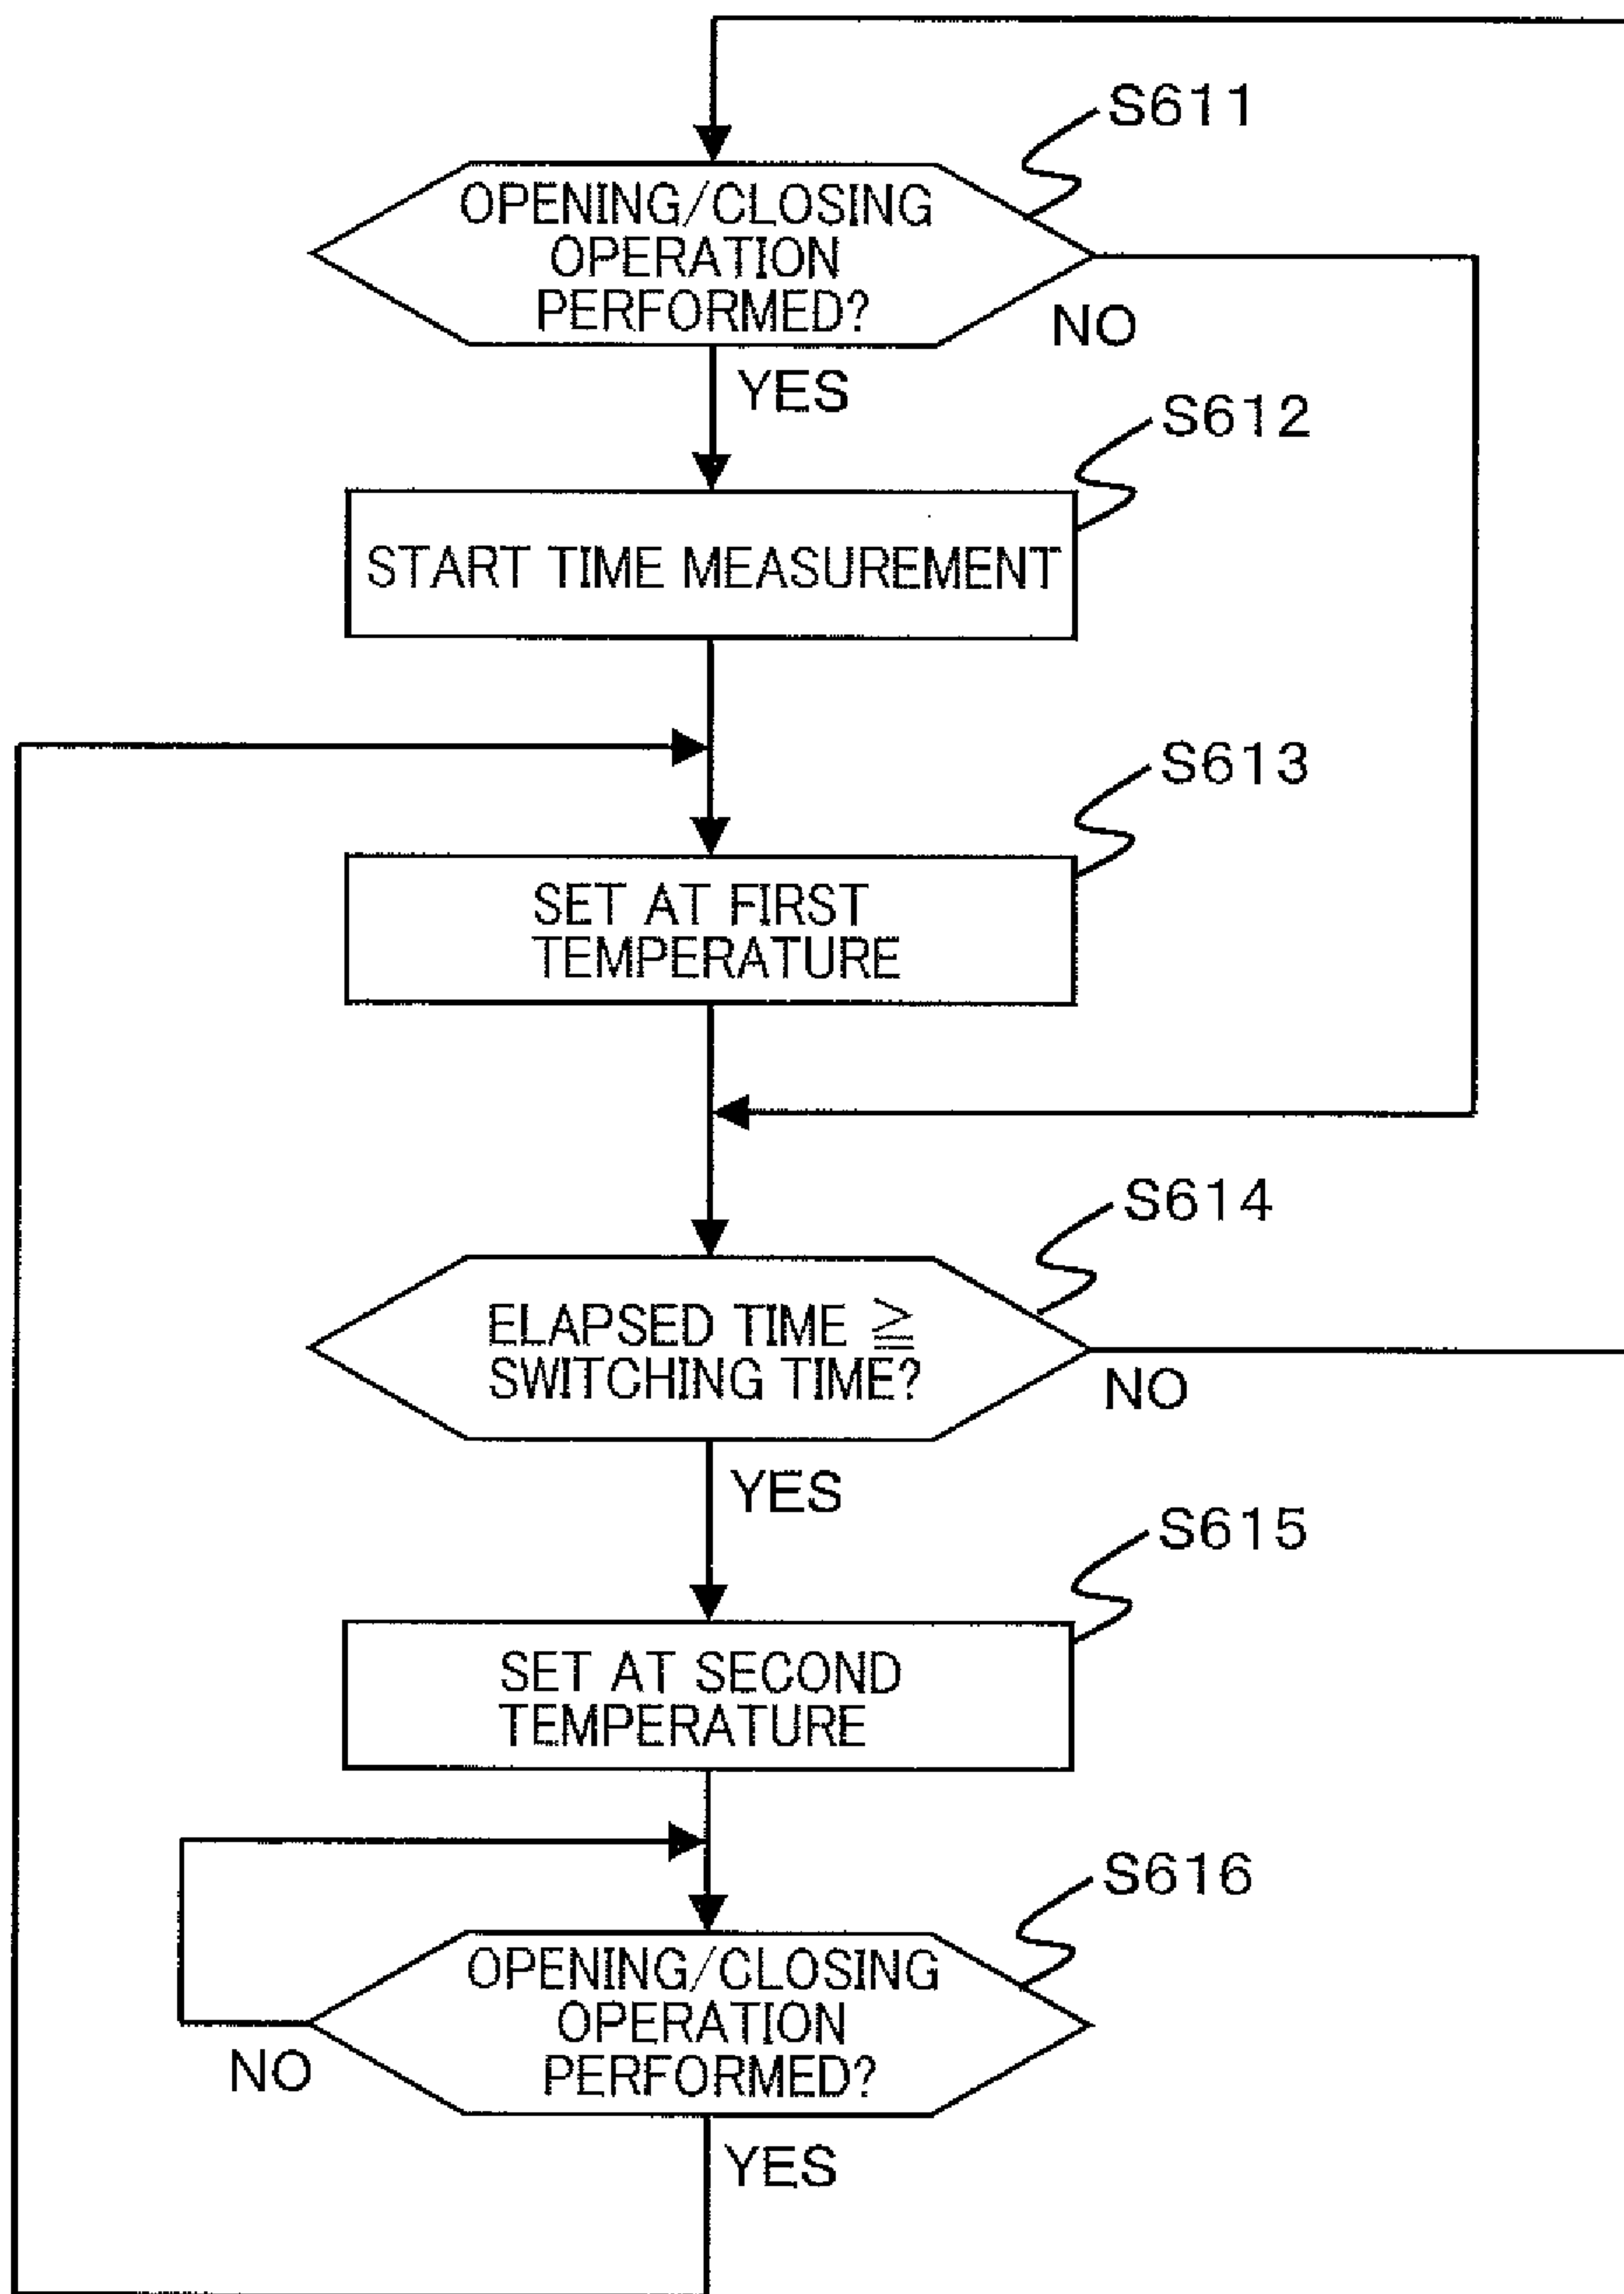 S611
OPENING/CLOSING
OPERATION
PERFORMED?
NO
YES
S612
START TIME MEASUREMENT
S613
SET AT FIRST
TEMPERATURE
S614
ELAPSED TIME ≧
SWITCHING TIME?
NO
YES
S615
SET AT SECOND
TEMPERATURE
S616
OPENING/CLOSING
OPERATION
PERFORMED?
NO
YES